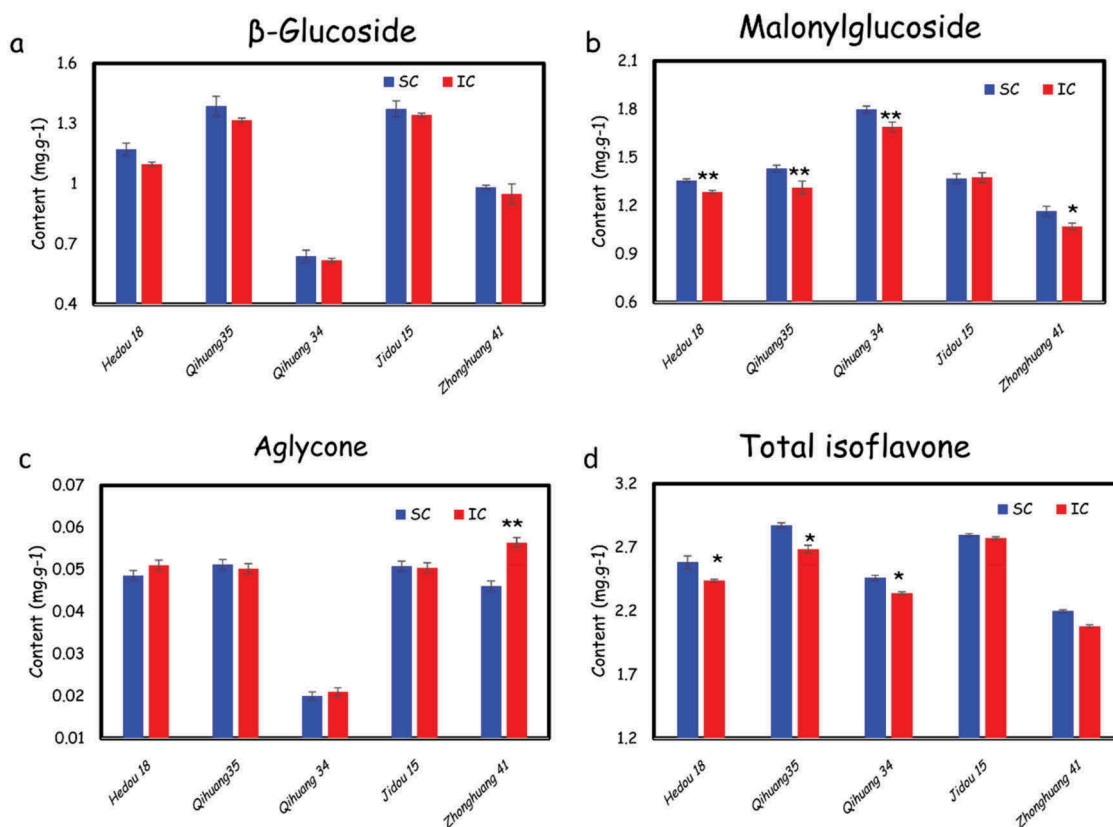 a
β-Glucoside
1.6
1.3
1
0.7
0.4
Content (mg.g-1)
SC IC
Hedou 18
Qihuang35
Qihuang 34
Jidou 15
Zhonghuang 41
b
Malonylglucoside
2.1
1.8
1.5
1.2
0.9
0.6
Content (mg.g-1)
SC IC
**
**
**
*
Hedou 18
Qihuang35
Qihuang 34
Jidou 15
Zhonghuang 41
c
Aglycone
0.07
0.06
0.05
0.04
0.03
0.02
0.01
Content (mg.g-1)
SC IC
**
Hedou 18
Qihuang35
Qihuang 34
Jidou 15
Zhonghuang 41
d
Total isoflavone
3.2
2.7
2.2
1.7
1.2
Content (mg.g-1)
SC IC
*
*
*
Hedou 18
Qihuang35
Qihuang 34
Jidou 15
Zhonghuang 41